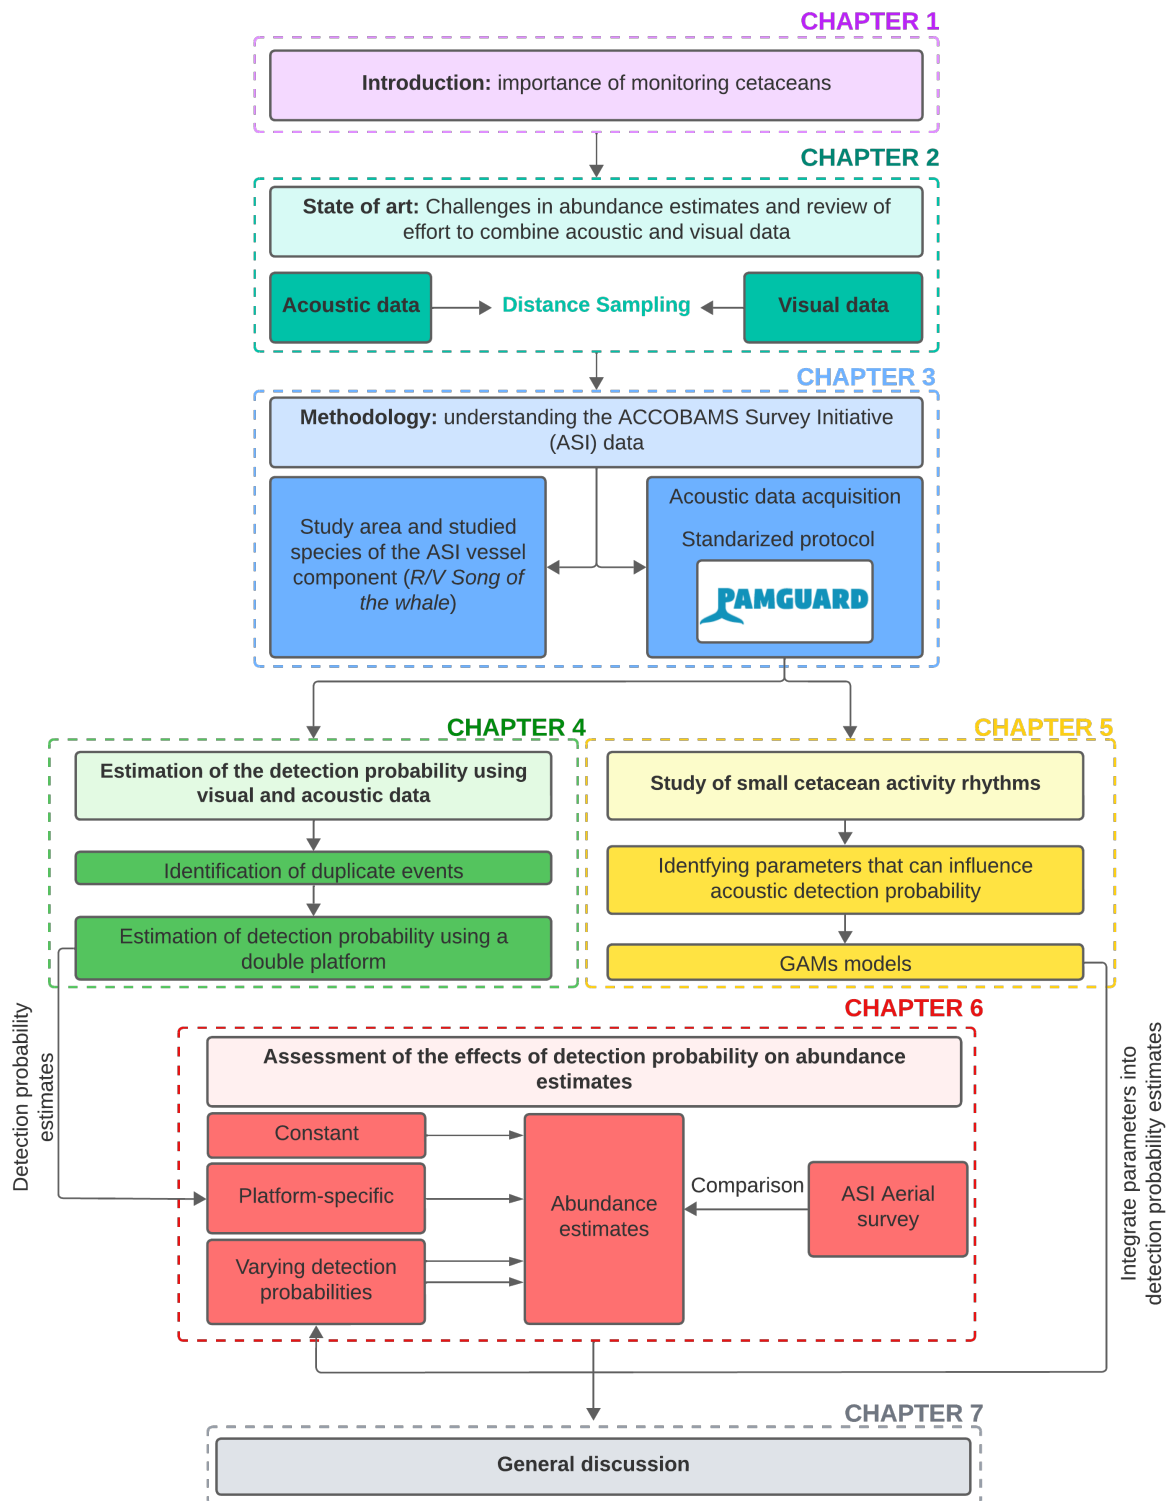 CHAPTER 1
Introduction: importance of monitoring cetaceans
CHAPTER 2
State of art: Challenges in abundance estimates and review of
effort to combine acoustic and visual data
Acoustic data
Distance Sampling
Visual data
CHAPTER 3
Methodology: understanding the ACCOBAMS Survey Initiative
(ASI) data
Study area and studied
species of the ASI vessel
component (R/V Song of
the whale)
Acoustic data acquisition
Standarized protocol
PAMGUARD
CHAPTER 4
Estimation of the detection probability using
visual and acoustic data
Identification of duplicate events
Estimation of detection probability using a
double platform
CHAPTER 5
Study of small cetacean activity rhythms
Identfying parameters that can influence
acoustic detection probability
GAMs models
Detection probability
estimates
CHAPTER 6
Assessment of the effects of detection probability on abundance
estimates
Constant
Platform-specific
Varying detection
probabilities
Abundance
estimates
Comparison
ASI Aerial
survey
Integrate parameters into
detection probability estimates
CHAPTER 7
General discussion